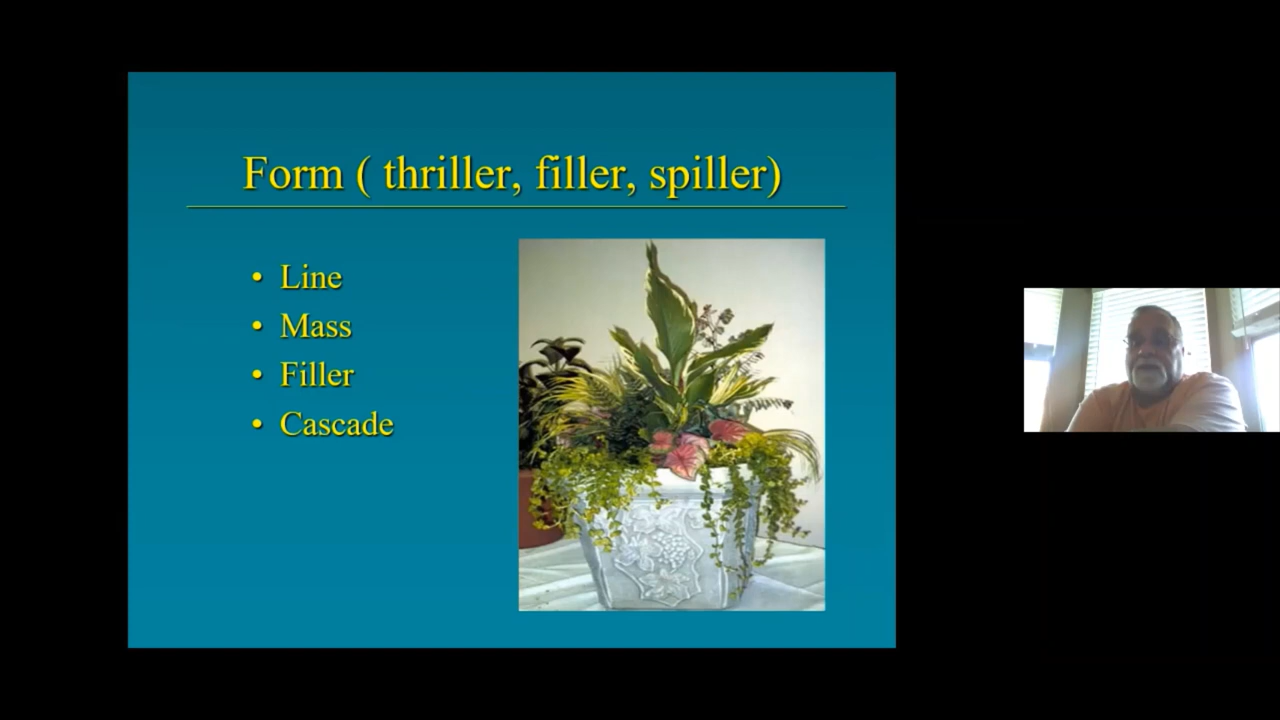 Form ( thriller, filler, spiller)
• Line
• Mass
• Filler
• Cascade